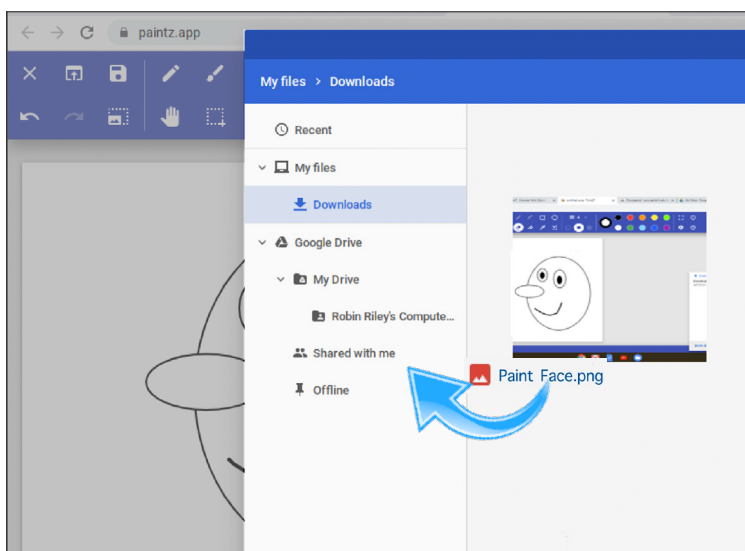 paintz.app
My files > Downloads
Recent
My files
Downloads
Google Drive
My Drive
Robin Riley's Compute...
Shared with me
Offline
Paint Face.png